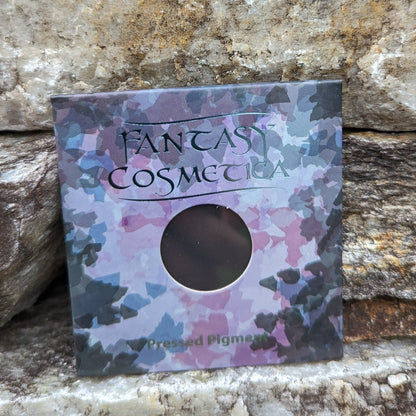 FANTASY
COSMETICA
Pressed Pigment